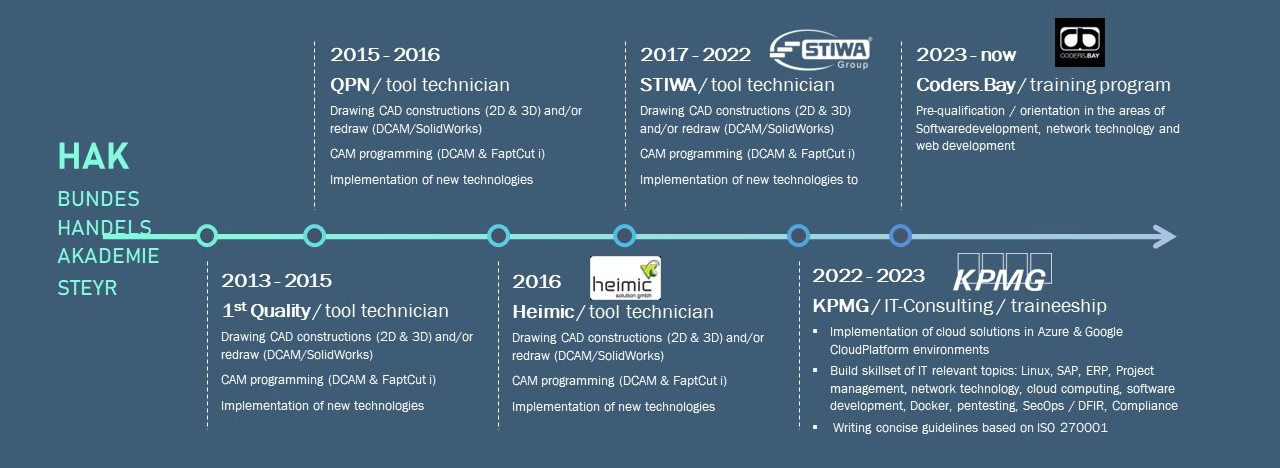 HAK
BUNDES
HANDELS
AKADEMIE
STEYR
2013 - 2015
1st Quality / tool technician
Drawing CAD constructions (2D & 3D) and/or
redraw (DCAM/SolidWorks)
CAM programming (DCAM & FaptCut i)
Implementation of new technologies
2015 - 2016
QPN / tool technician
Drawing CAD constructions (2D & 3D) and/or
redraw (DCAM/SolidWorks)
CAM programming (DCAM & FaptCut i)
Implementation of new technologies
2016
heimic
solution gmbh
Heimic / tool technician
Drawing CAD constructions (2D & 3D) and/or
redraw (DCAM/SolidWorks)
CAM programming (DCAM & FaptCut i)
Implementation of new technologies
2017 - 2022
STIWA
Group
STIWA / tool technician
Drawing CAD constructions (2D & 3D)
and/or redraw (DCAM/SolidWorks)
CAM programming (DCAM & FaptCut i)
Implementation of new technologies to
2022 - 2023
KPMG
KPMG / IT-Consulting / traineeship
▪ Implementation of cloud solutions in Azure & Google
CloudPlatform environments
▪ Build skillset of IT relevant topics: Linux, SAP, ERP, Project
management, network technology, cloud computing, software
development, Docker, pentesting, SecOps / DFIR, Compliance
▪ Writing concise guidelines based on ISO 270001
2023 - now
CODERS.BAY
Coders.Bay / training program
Pre-qualification / orientation in the areas of
Softwaredevelopment, network technology and
web development